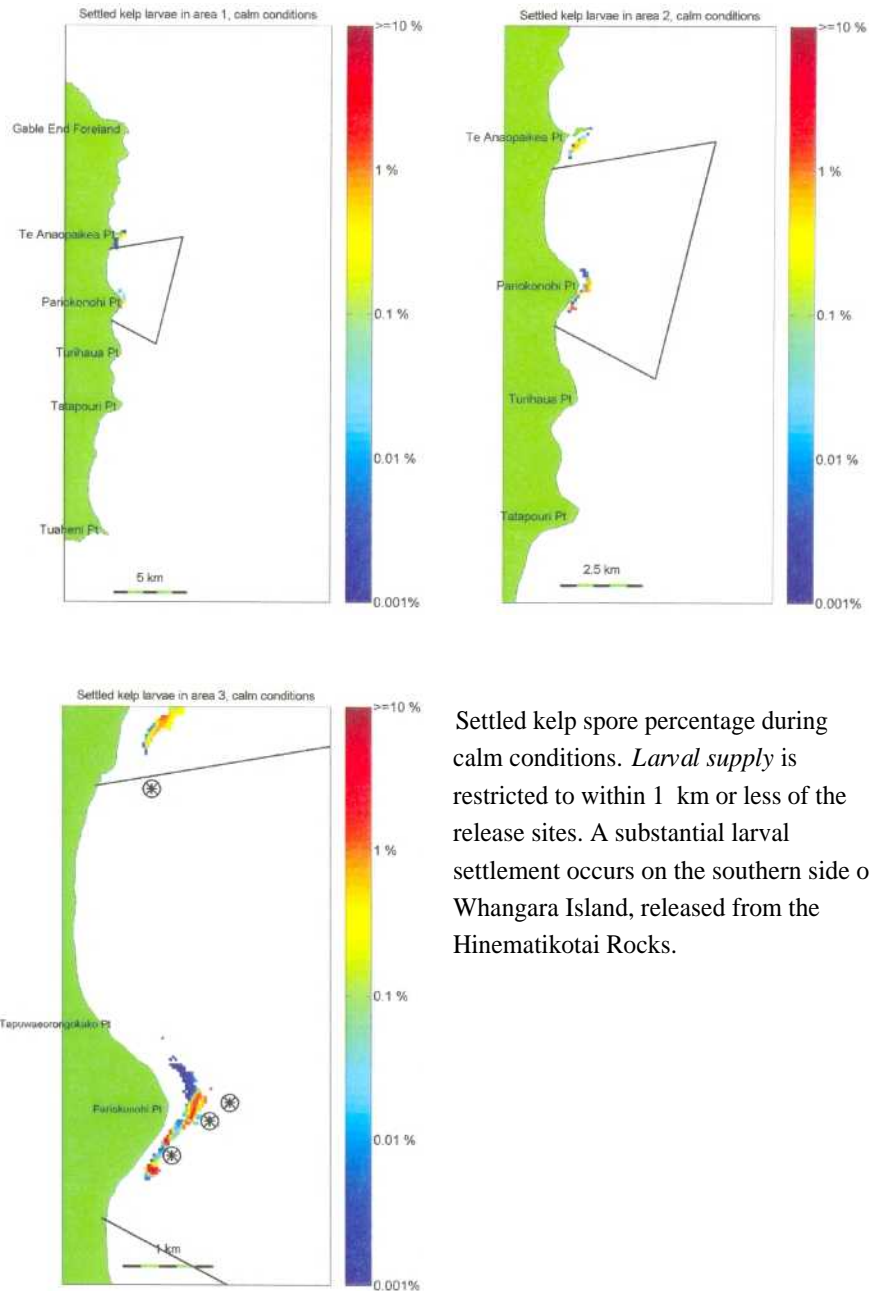 Settled kelp larvae in area 1, calm conditions
>=10 %
Gable End Foreland
1 %
Te Anaopaikea Pt
Pariokonohi Pt
0.1 %
Turihaua Pt
Tatapouri Pt
0.01 %
Tuaheni Pt
5 km
0.001%
Settled kelp larvae in area 2, calm conditions
>=10 %
Te Anaopaikea Pt
1 %
Pariokonohi Pt
0.1 %
Turihaua Pt
0.01 %
Tatapouri Pt
2.5 km
0.001%
Settled kelp larvae in area 3, calm conditions
>=10 %
1 %
0.1 %
Tapuwaeorongokako Pt
Pariokonohi Pt
0.01 %
1 km
0.001%
Settled kelp spore percentage during
calm conditions. Larval supply is
restricted to within 1 km or less of the
release sites. A substantial larval
settlement occurs on the southern side o
Whangara Island, released from the
Hinematikotai Rocks.